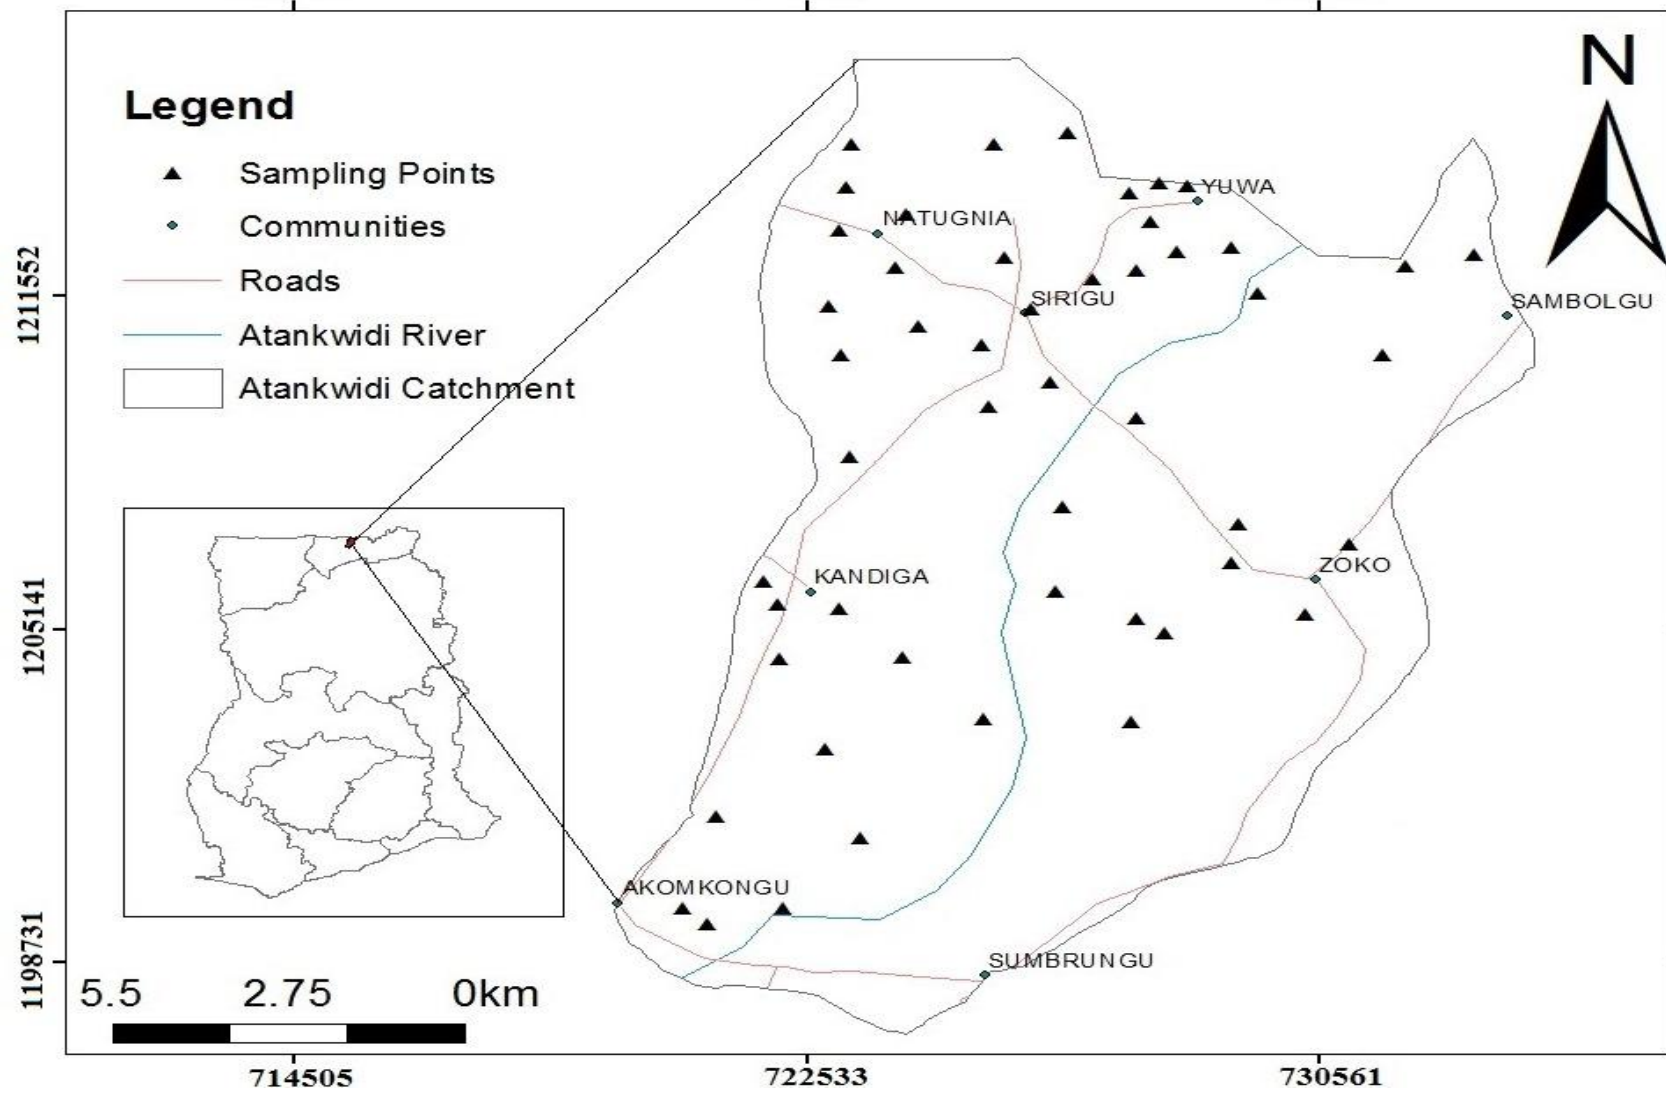 N
Legend
Sampling Points
Communities
Roads
Atankwidi River
Atankwidi Catchment
YUWA
NATUGNIA
SIRIGU
SAMBOLGU
ZOKO
KANDIGA
AKOMKONGU
SUMBRUNGU
1211552
1205141
1198731
5.5 2.75 0km
714505 722533 730561